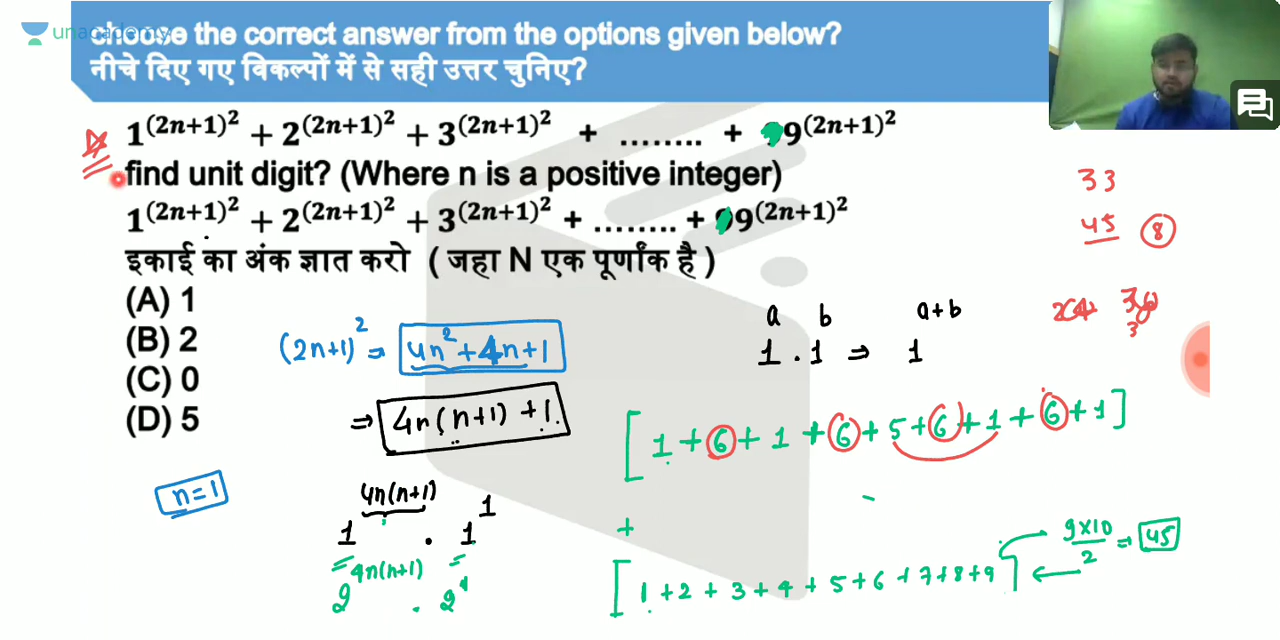 unacademy
choose the correct answer from the options given below?
नीचे दिए गए विकल्पों में से सही उत्तर चुनिए?
1^(2n+1)^2 + 2^(2n+1)^2 + 3^(2n+1)^2 + ........ + 9^(2n+1)^2
find unit digit? (Where n is a positive integer)
1^(2n+1)^2 + 2^(2n+1)^2 + 3^(2n+1)^2 + ........ + 9^(2n+1)^2
इकाई का अंक ज्ञात करो ( जहा N एक पूर्णांक है )
(A) 1
(B) 2
(C) 0
(D) 5
(2n+1)^2 ⇒ 4n^2+4n+1
⇒ 4n(n+1) +1
n=1
1^4n(n+1) . 1^1
2^4n(n+1) . 2^1
33
45 8
a b a+b
1 . 1 ⇒ 1
[1 + 6 + 1 + 6 + 5 + 6 + 1 + 6 + 1]
+
[1 + 2 + 3 + 4 + 5 + 6 + 7 + 8 + 9]
9×10/2 ⇒ 45